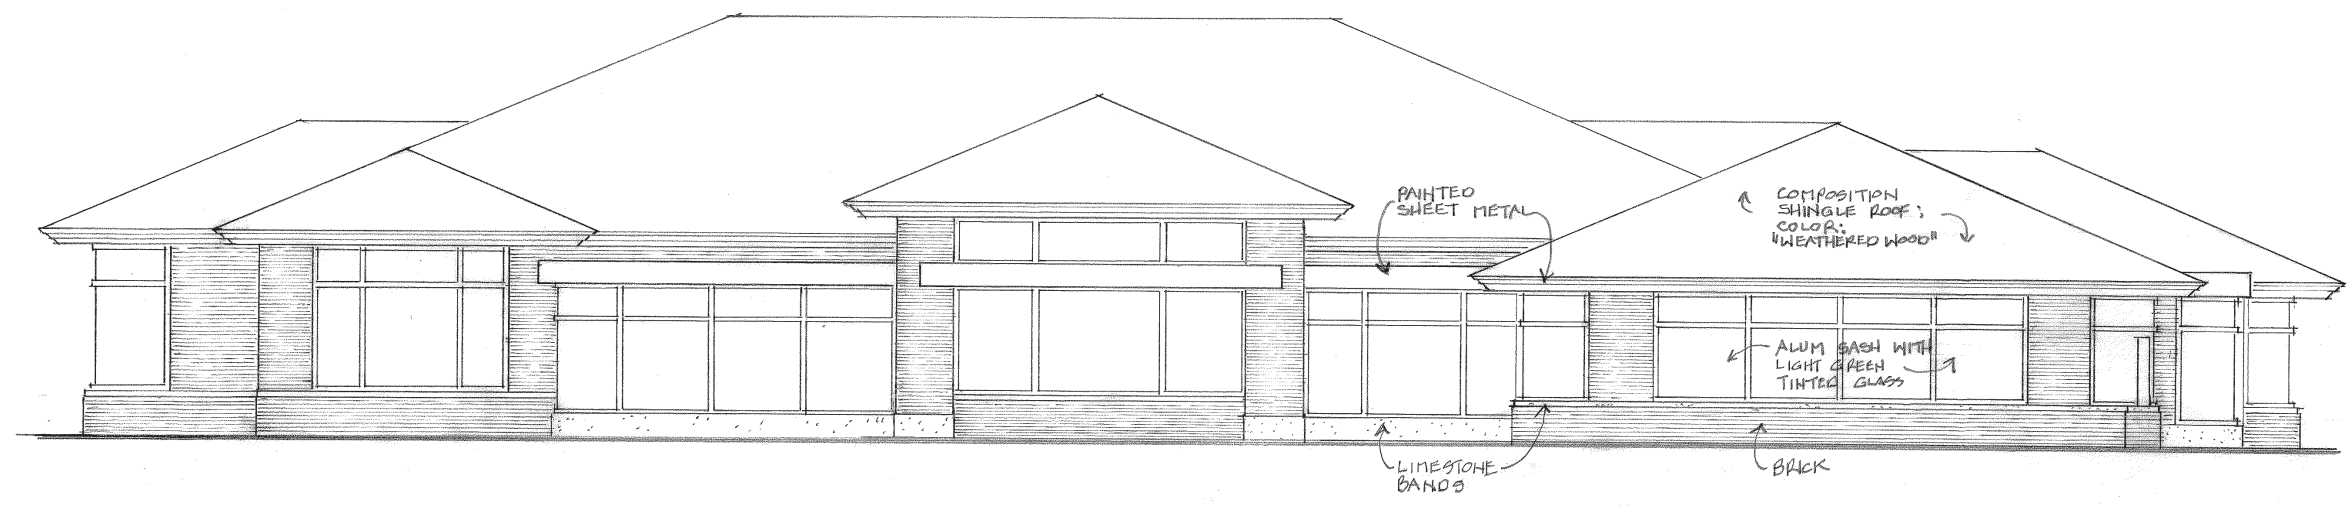 PAINTED
SHEET METAL
COMPOSITION
SHINGLE ROOF;
COLOR:
"WEATHERED WOOD"
ALUM SASH WITH
LIGHT GREEN
TINTED GLASS
LIMESTONE
BANDS
BRICK